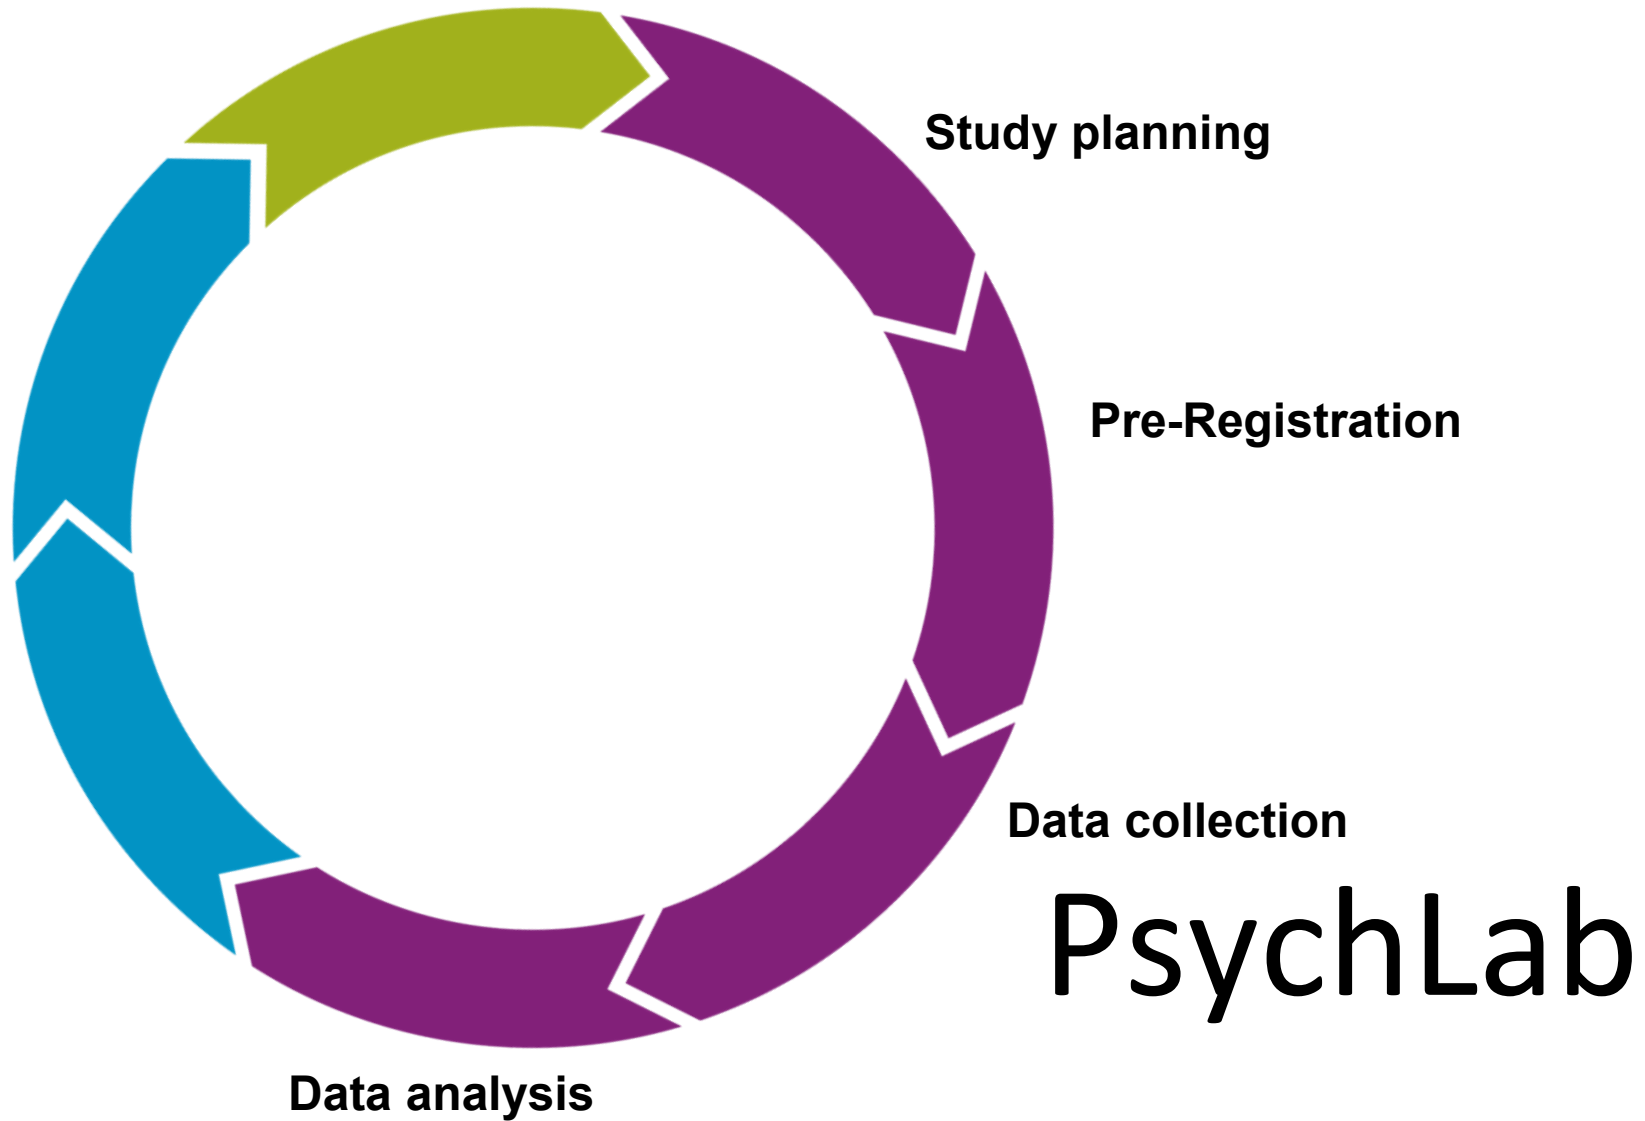 Study planning
Pre-Registration
Data collection
PsychLab
Data analysis